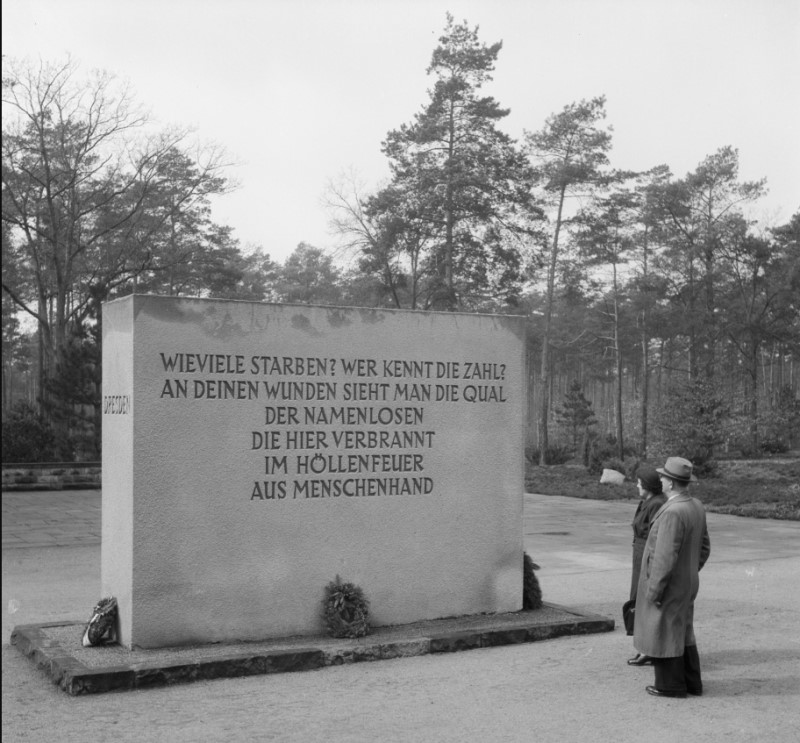 DRESDEN
WIEVIELE STARBEN? WER KENNT DIE ZAHL?
AN DEINEN WUNDEN SIEHT MAN DIE QUAL
DER NAMENLOSEN
DIE HIER VERBRANNT
IM HÖLLENFEUER
AUS MENSCHENHAND